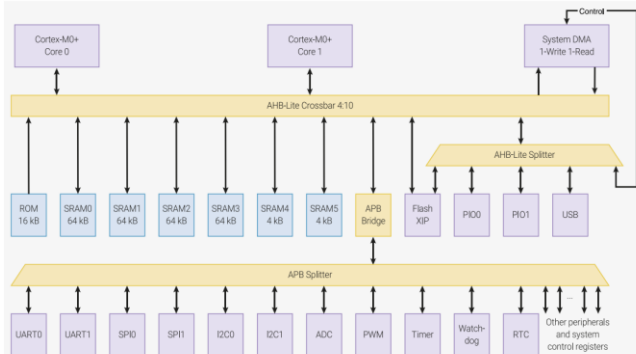 Control
Cortex-M0+
Core 0
Cortex-M0+
Core 1
System DMA
1-Write 1-Read
AHB-Lite Crossbar 4:10
AHB-Lite Splitter
ROM
16 kB
SRAM0
64 kB
SRAM1
64 kB
SRAM2
64 kB
SRAM3
64 kB
SRAM4
4 kB
SRAM5
4 kB
APB
Bridge
Flash
XIP
PIO0
PIO1
USB
APB Splitter
...
UART0
UART1
SPI0
SPI1
I2C0
I2C1
ADC
PWM
Timer
Watch-
dog
RTC
Other peripherals
and system
control registers